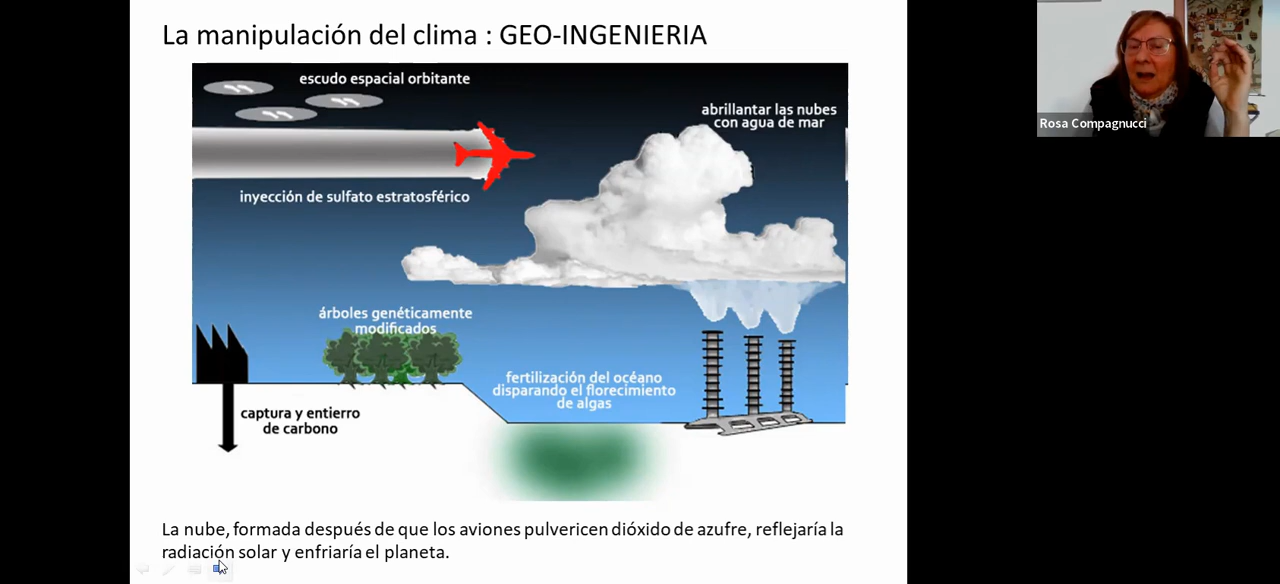 La manipulación del clima : GEO-INGENIERIA
escudo espacial orbitante
abrillantar las nubes
con agua de mar
inyección de sulfato estratosférico
árboles genéticamente
modificados
fertilización del océano
disparando el florecimiento
de algas
captura y entierro
de carbono
La nube, formada después de que los aviones pulvericen dióxido de azufre, reflejaría la
radiación solar y enfriaría el planeta.
Rosa Compagnucci